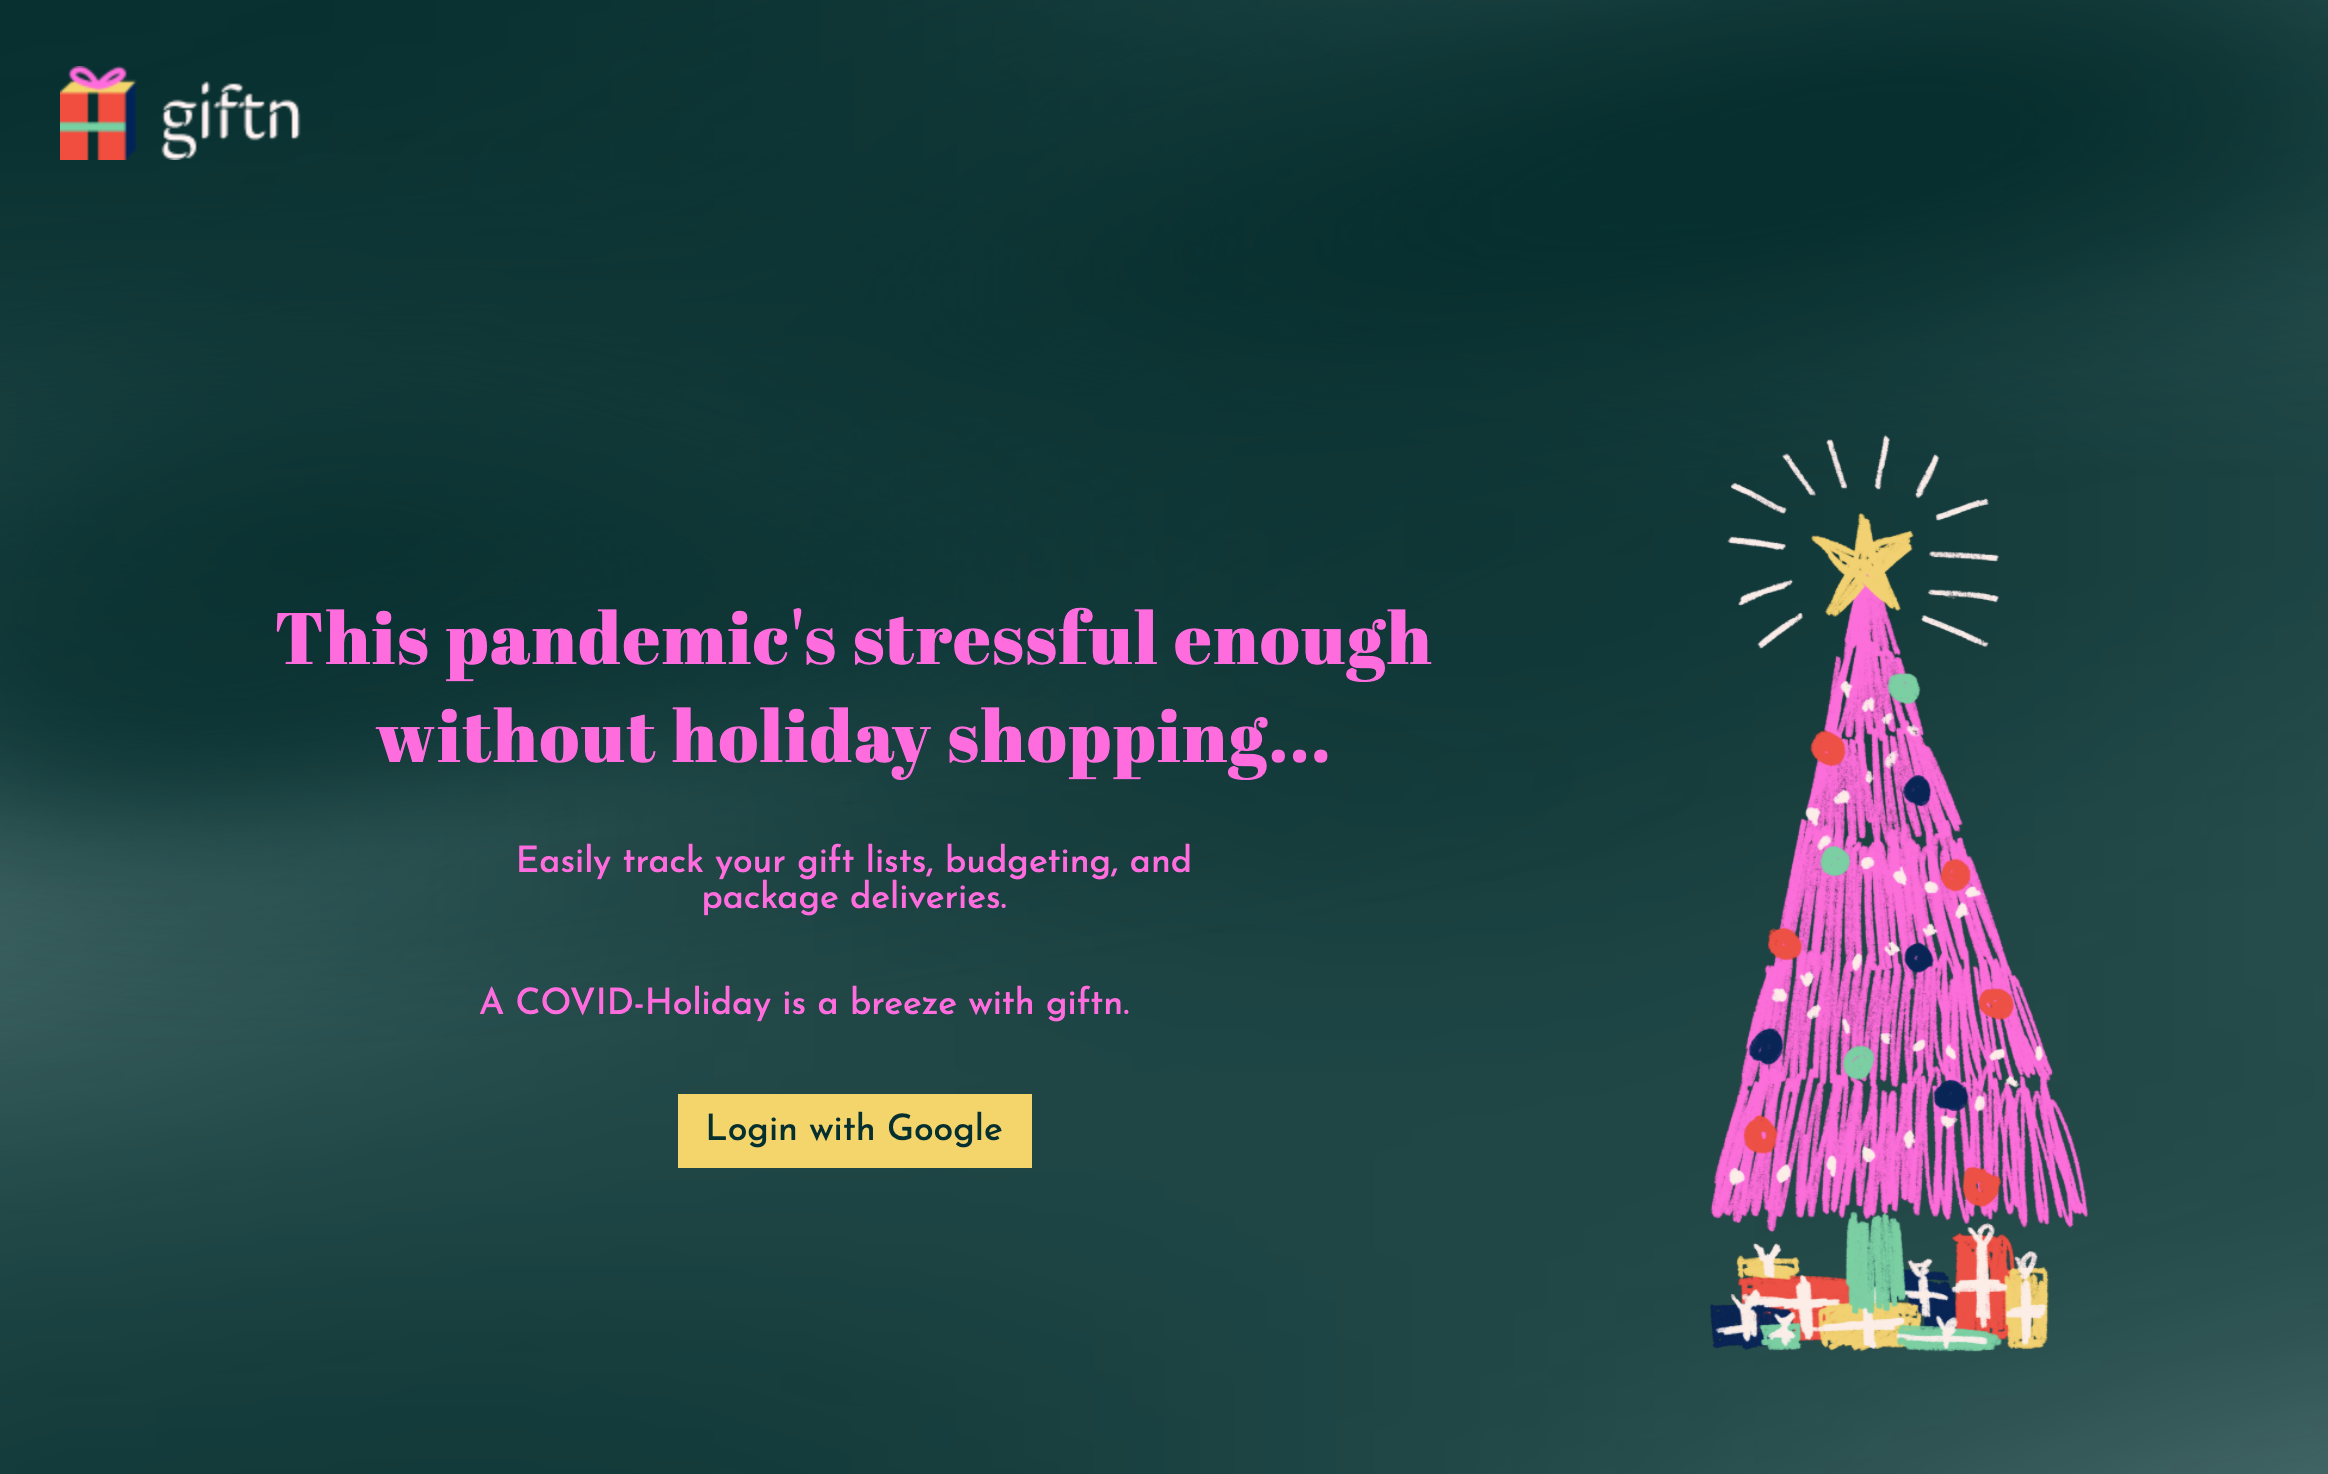 giftn
This pandemic's stressful enough
without holiday shopping...
Easily track your gift lists, budgeting, and
package deliveries.
A COVID-Holiday is a breeze with giftn.
Login with Google